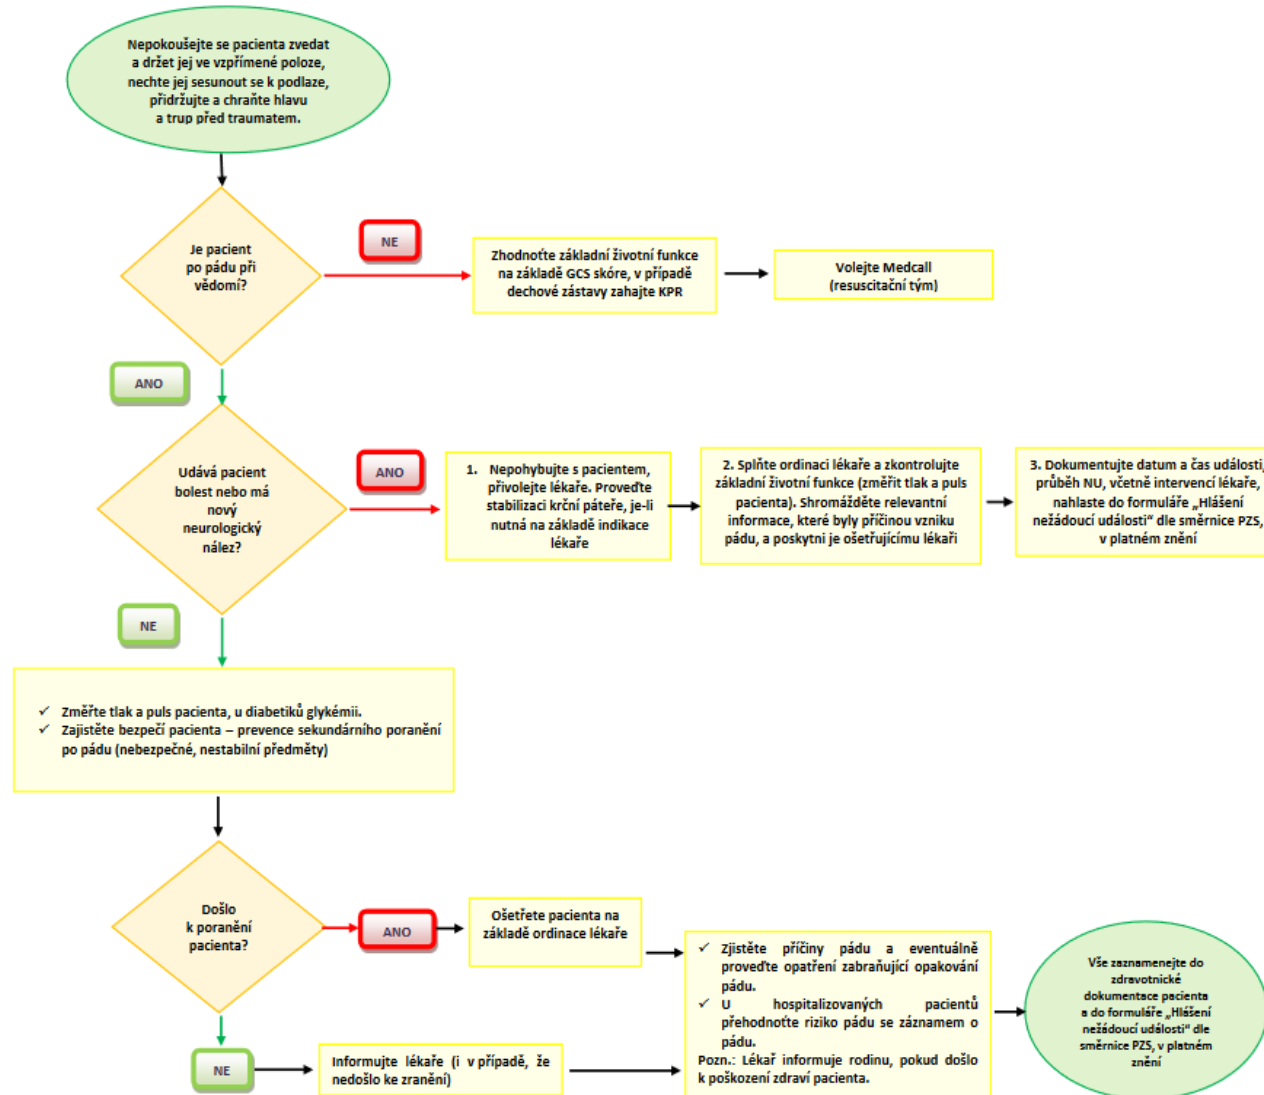 Nepokoušejte se pacienta zvedat
a držet jej ve vzpřímené poloze,
nechte jej sesunout se k podlaze,
přidržujte a chraňte hlavu
a trup před traumatem.
Je pacient
po pádu při
vědomí?
NE
Zhodnoťte základní životní funkce
na základě GCS skóre, v případě
dechové zástavy zahajte KPR
Volejte Medcall
(resuscitační tým)
ANO
Udává pacient
bolest nebo má
nový
neurologický
nález?
ANO
1. Nepohybujte s pacientem,
přivolejte lékaře. Proveďte
stabilizaci krční páteře, je-li
nutná na základě indikace
lékaře
2. Splňte ordinaci lékaře a zkontrolujte
základní životní funkce (změřit tlak a puls
pacienta). Shromážděte relevantní
informace, které byly příčinou vzniku
pádu, a poskytni je ošetřujícímu lékaři
3. Dokumentujte datum a čas události,
průběh NU, včetně intervencí lékaře,
nahlaste do formuláře „Hlášení
nežádoucí události“ dle směrnice PZS,
v platném znění
NE
✓ Změřte tlak a puls pacienta, u diabetiků glykémii.
✓ Zajistěte bezpečí pacienta – prevence sekundárního poranění
po pádu (nebezpečné, nestabilní předměty)
Došlo
k poranění
pacienta?
ANO
Ošetřete pacienta na
základě ordinace lékaře
NE
Informujte lékaře (i v případě, že
nedošlo ke zranění)
✓ Zjistěte příčiny pádu a eventuálně
proveďte opatření zabraňující opakování
pádu.
✓ U hospitalizovaných pacientů
přehodnoťte riziko pádu se záznamem o
pádu.
Pozn.: Lékař informuje rodinu, pokud došlo
k poškození zdraví pacienta.
Vše zaznamenejte do
zdravotnické
dokumentace pacienta
a do formuláře „Hlášení
nežádoucí události“ dle
směrnice PZS, v platném
znění